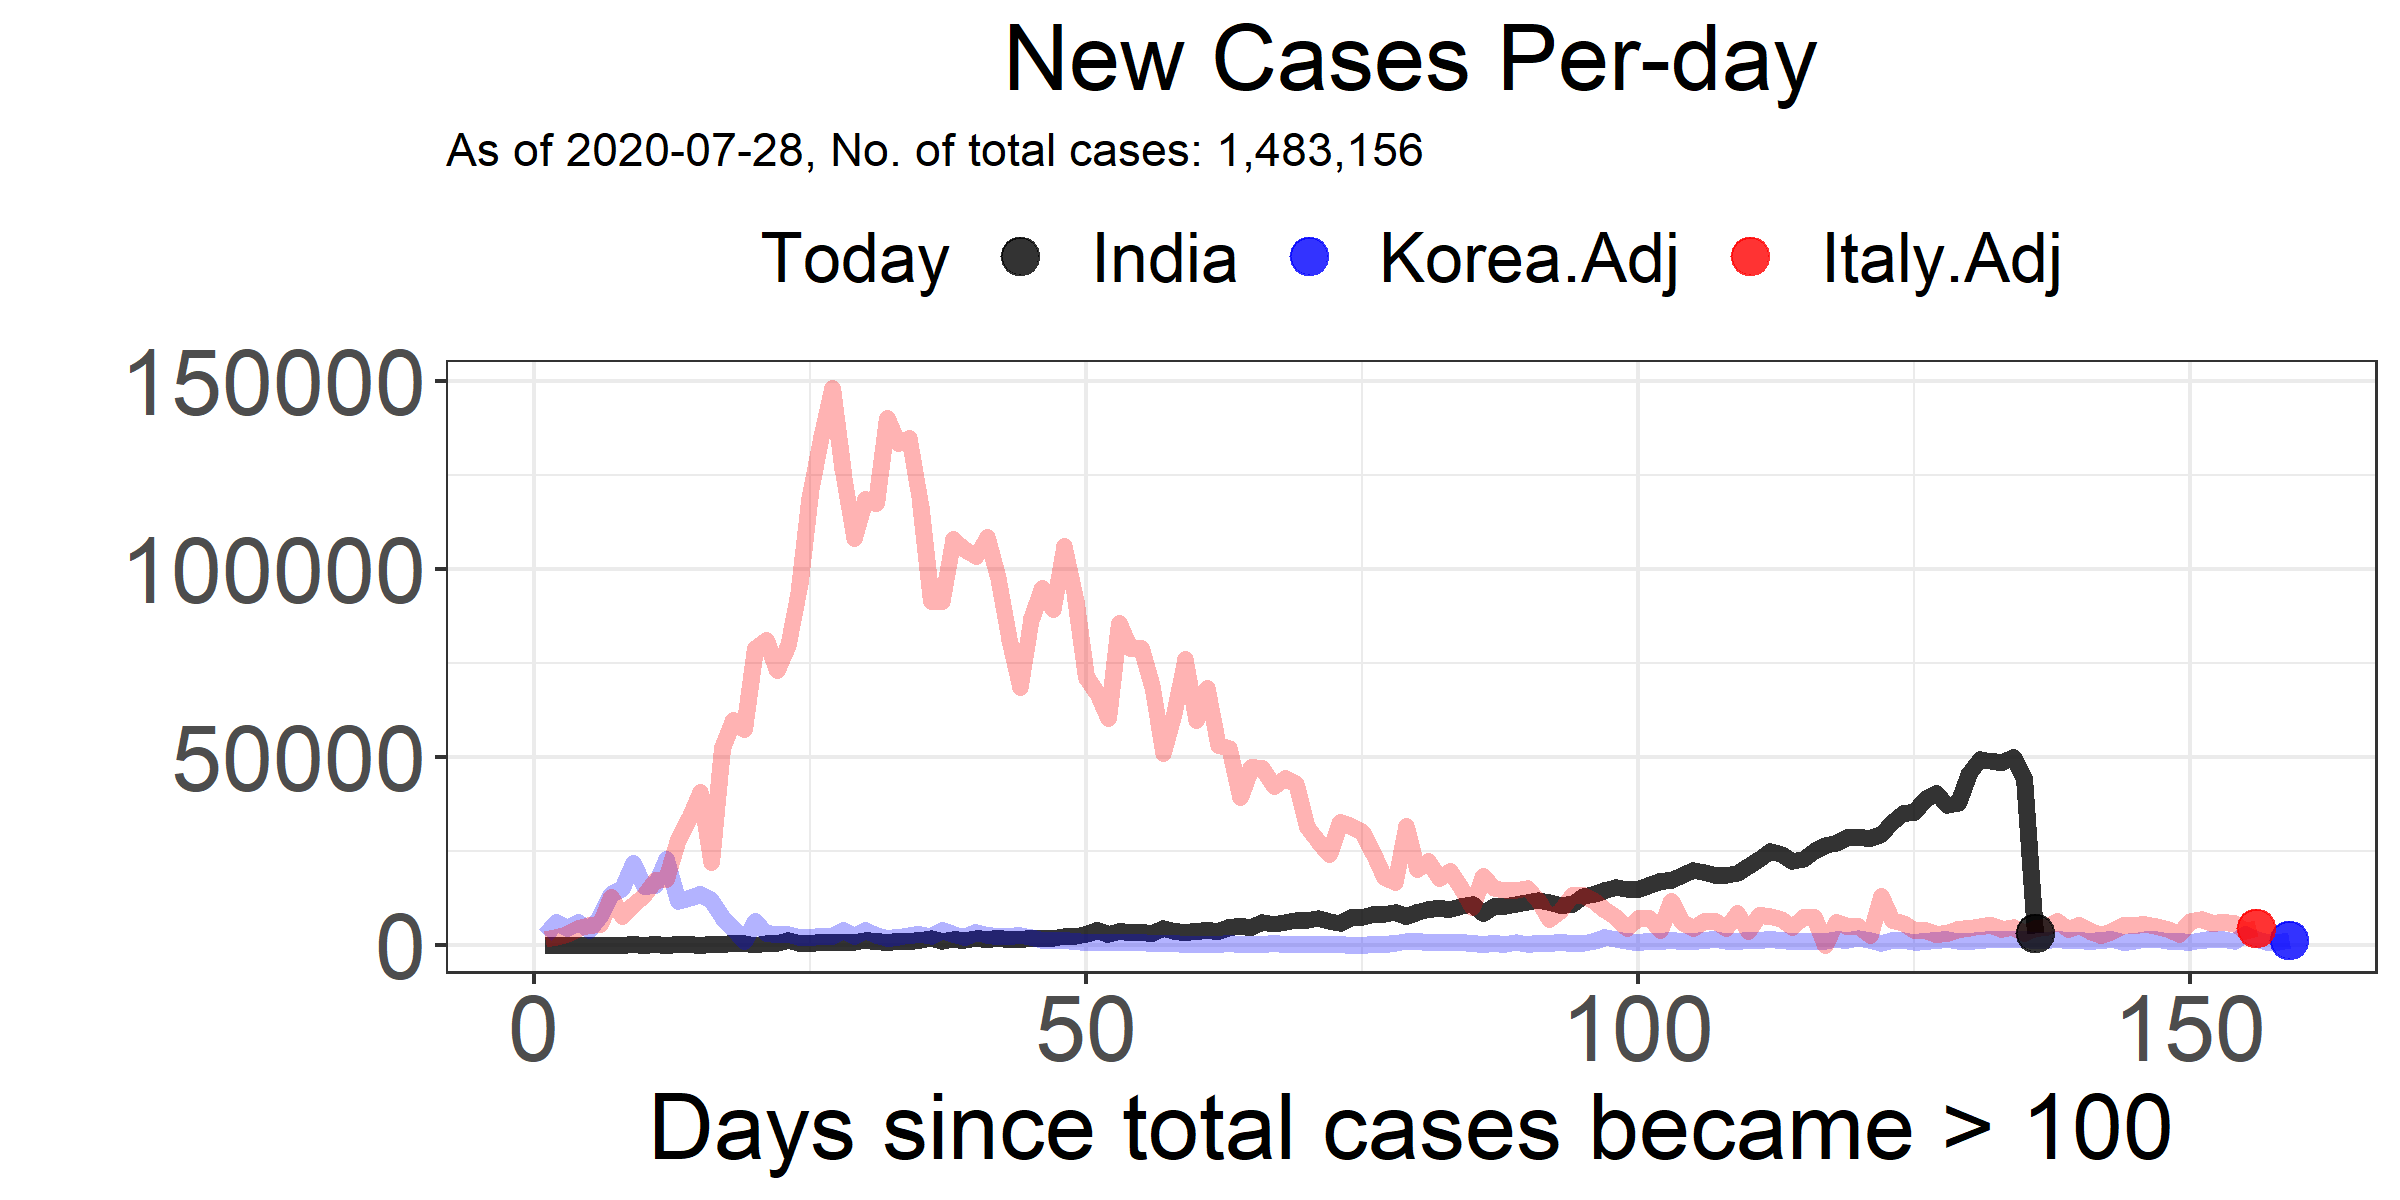 New Cases Per-day
As of 2020-07-28, No. of total cases: 1,483,156
Today India Korea.Adj Italy.Adj
150000
100000
50000
0
0 50 100 150
Days since total cases became > 100